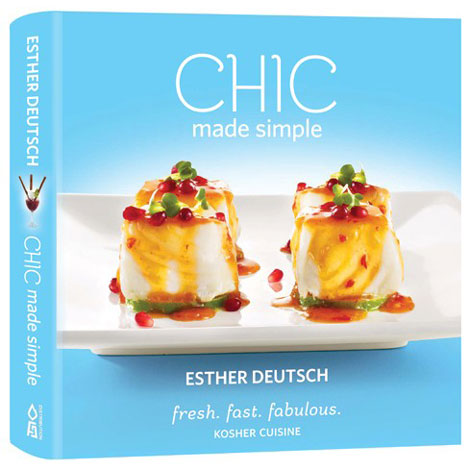 CHIC
made simple
ESTHER DEUTSCH
fresh. fast. fabulous.
KOSHER CUISINE
ESTHER DEUTSCH
CHIC made simple